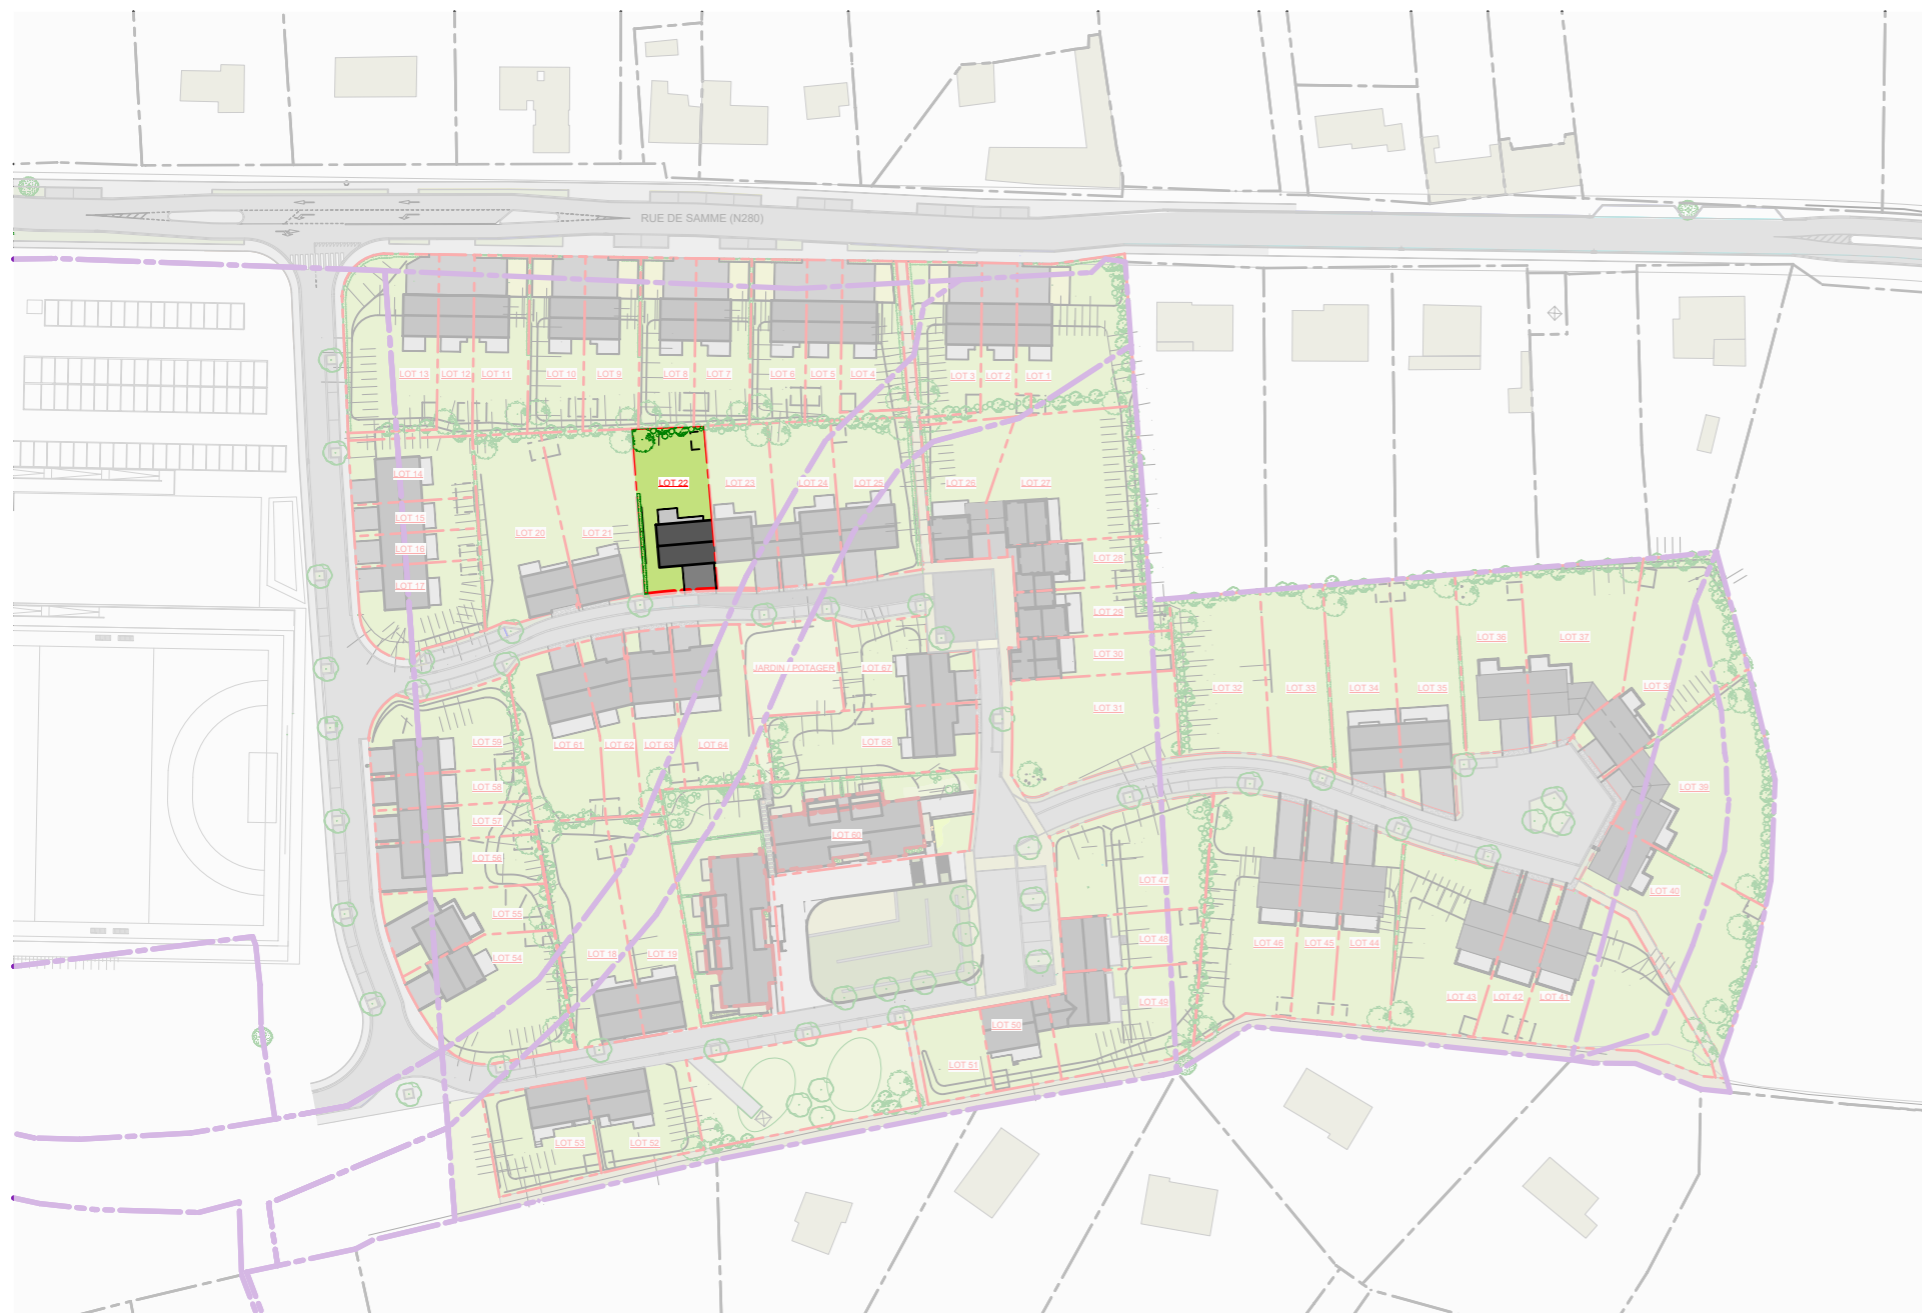 RUE DE SAMME (N280)
LOT 13
LOT 12
LOT 11
LOT 10
LOT 9
LOT 8
LOT 7
LOT 6
LOT 5
LOT 4
LOT 3
LOT 2
LOT 1
LOT 14
LOT 15
LOT 16
LOT 17
LOT 20
LOT 21
LOT 22
LOT 23
LOT 24
LOT 25
LOT 26
LOT 27
LOT 28
LOT 29
LOT 30
LOT 31
LOT 32
LOT 33
LOT 34
LOT 35
LOT 36
LOT 37
LOT 39
LOT 40
JARDIN / POTAGER
LOT 67
LOT 68
LOT 61
LOT 62
LOT 63
LOT 64
LOT 59
LOT 58
LOT 57
LOT 56
LOT 55
LOT 54
LOT 60
LOT 18
LOT 19
LOT 47
LOT 48
LOT 49
LOT 46
LOT 45
LOT 44
LOT 43
LOT 42
LOT 41
LOT 50
LOT 51
LOT 53
LOT 52